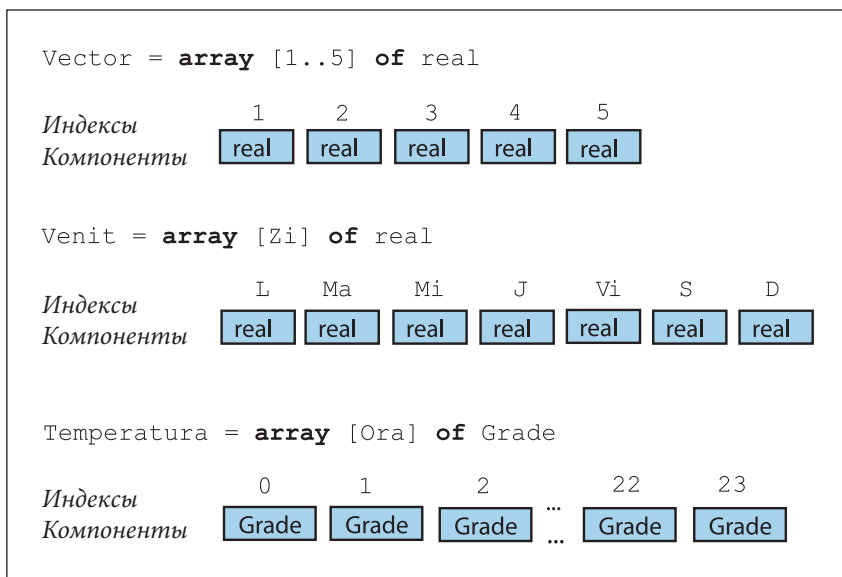 Vector = array [1..5] of real
Индексы 1 2 3 4 5
Компоненты real real real real real
Venit = array [Zi] of real
Индексы L Ma Mi J Vi S D
Компоненты real real real real real real real
Temperatura = array [Ora] of Grade
Индексы 0 1 2 ... 22 23
Компоненты Grade Grade Grade ... Grade Grade